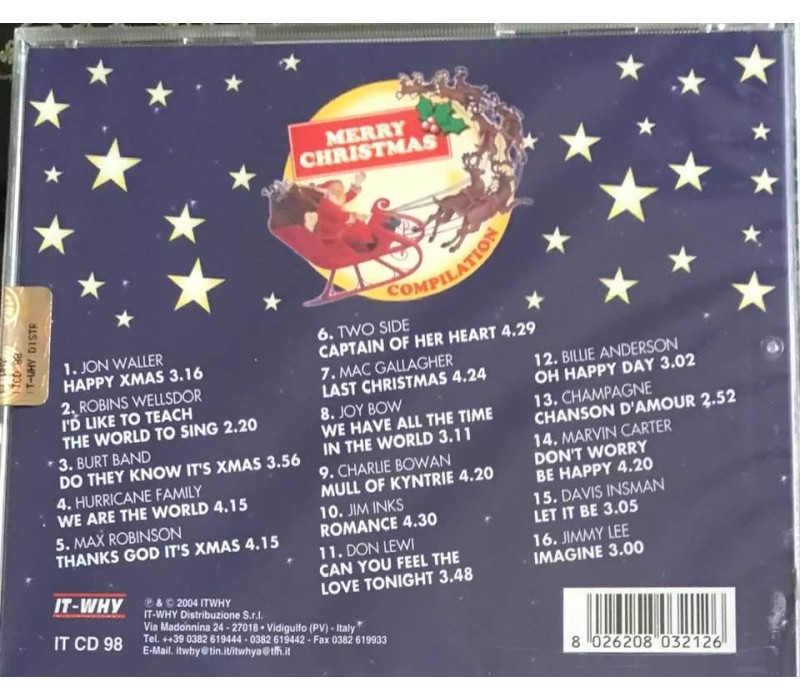 MERRY
CHRISTMAS
COMPILATION
1. JON WALLER
HAPPY XMAS 3.16
2. ROBINS WELLSDOR
I'D LIKE TO TEACH
THE WORLD TO SING 2.20
3. BURT BAND
DO THEY KNOW IT'S XMAS 3.56
4. HURRICANE FAMILY
WE ARE THE WORLD 4.15
5. MAX ROBINSON
THANKS GOD IT'S XMAS 4.15
6. TWO SIDE
CAPTAIN OF HER HEART 4.29
7. MAC GALLAGHER
LAST CHRISTMAS 4.24
8. JOY BOW
WE HAVE ALL THE TIME
IN THE WORLD 3.11
9. CHARLIE BOWAN
MULL OF KYNTRIE 4.20
10. JIM INKS
ROMANCE 4.30
11. DON LEWI
CAN YOU FEEL THE
LOVE TONIGHT 3.48
12. BILLIE ANDERSON
OH HAPPY DAY 3.02
13. CHAMPAGNE
CHANSON D'AMOUR 2.52
14. MARVIN CARTER
DON'T WORRY
BE HAPPY 4.20
15. DAVIS INSMAN
LET IT BE 3.05
16. JIMMY LEE
IMAGINE 3.00
IT-WHY DISTR
IT-WHY
IT CD 98
℗ & © 2004 ITWHY
IT-WHY Distribuzione S.r.l.
Via Madonnina 24 - 27018 • Vidigulfo (PV) - Italy
Tel. ++39 0382 619444 - 0382 619442 - Fax 0382 619933
E-Mail. itwby@tin.it/itwhya@tin.it
8 026208 032126